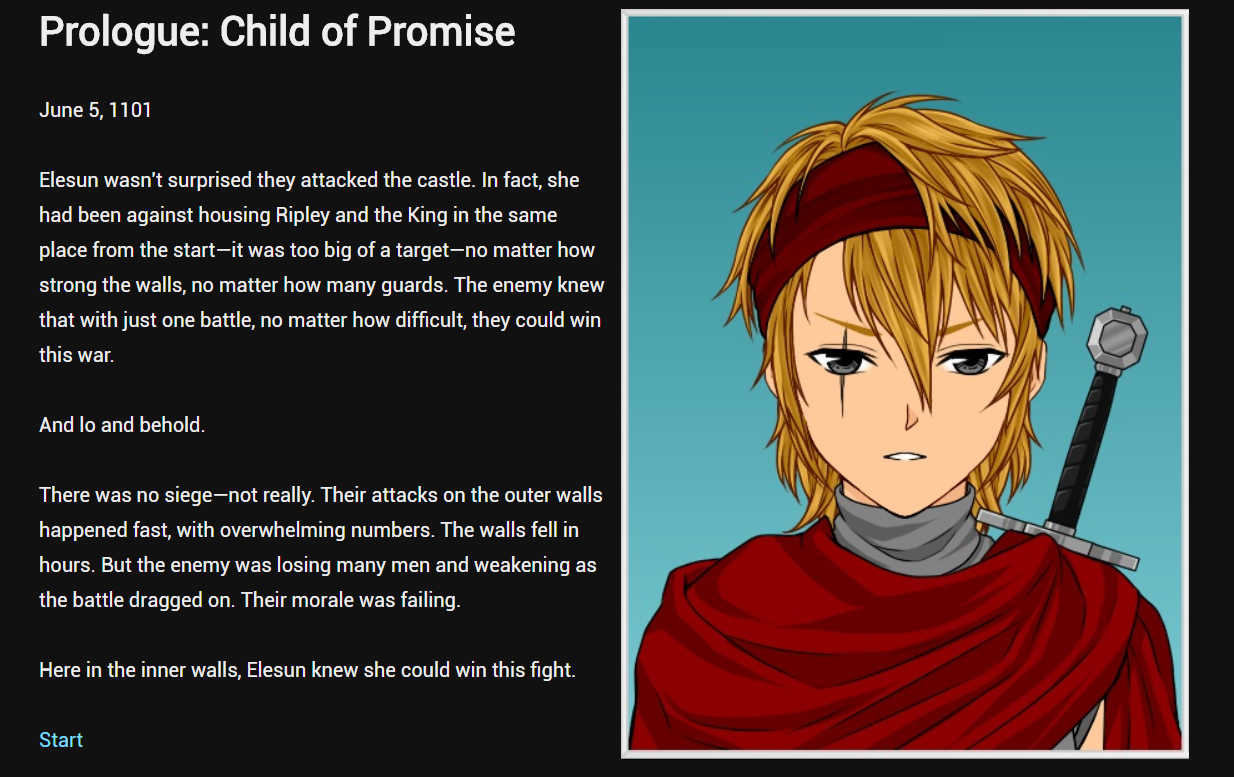 Prologue: Child of Promise
June 5, 1101
Elesun wasn't surprised they attacked the castle. In fact, she
had been against housing Ripley and the King in the same
place from the start—it was too big of a target—no matter how
strong the walls, no matter how many guards. The enemy knew
that with just one battle, no matter how difficult, they could win
this war.
And lo and behold.
There was no siege—not really. Their attacks on the outer walls
happened fast, with overwhelming numbers. The walls fell in
hours. But the enemy was losing many men and weakening as
the battle dragged on. Their morale was failing.
Here in the inner walls, Elesun knew she could win this fight.
Start